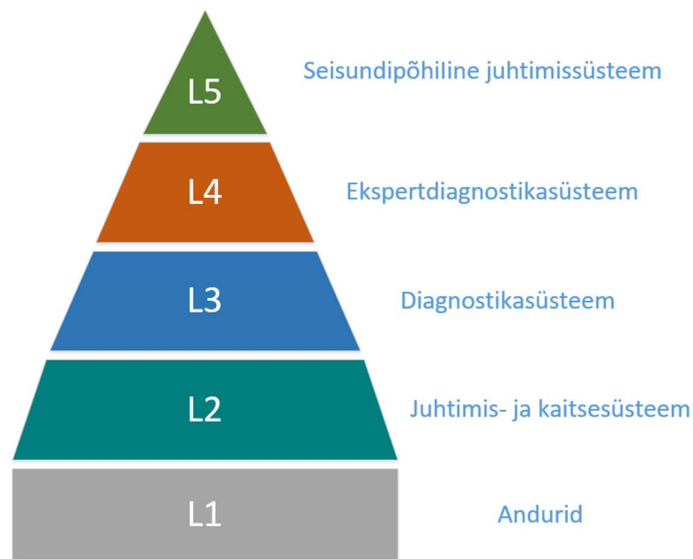 L5
Seisundipõhiline juhtimissüsteem
L4
Ekspertdiagnostikasüsteem
L3
Diagnostikasüsteem
L2
Juhtimis- ja kaitsesüsteem
L1
Andurid